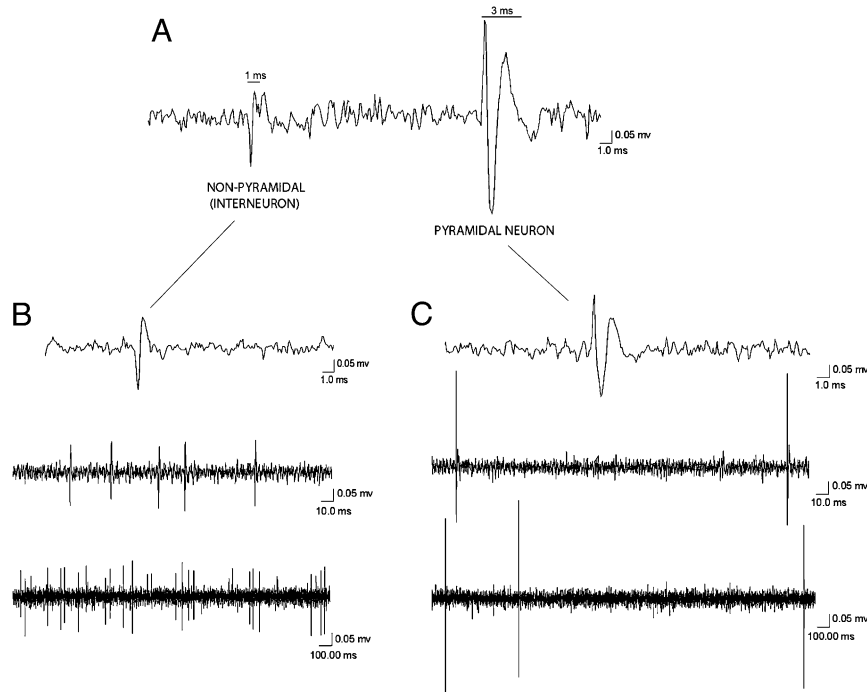 A
3 ms
1 ms
0.05 mv
1.0 ms
NON-PYRAMIDAL
(INTERNEURON)
PYRAMIDAL NEURON
B
0.05 mv
1.0 ms
0.05 mv
10.0 ms
0.05 mv
100.00 ms
C
0.05 mv
1.0 ms
0.05 mv
10.0 ms
0.05 mv
100.00 ms